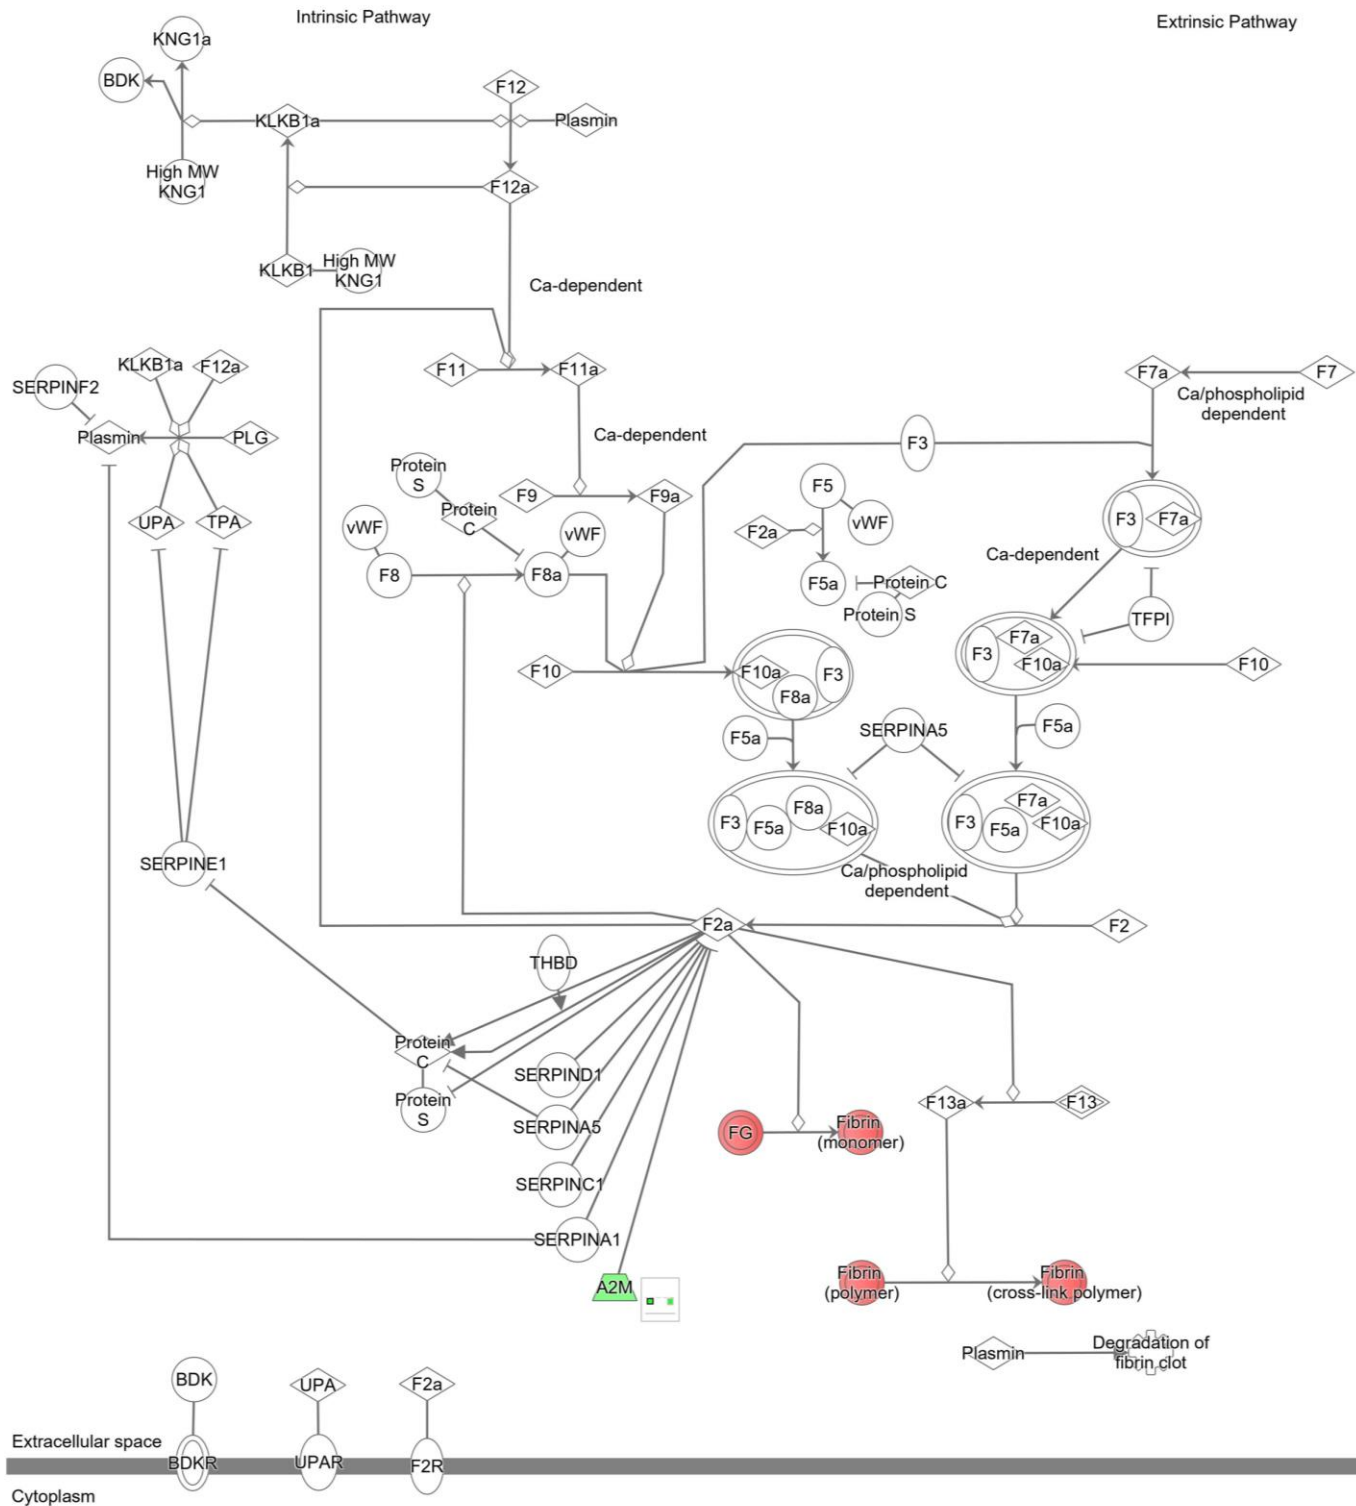 Intrinsic Pathway
Extrinsic Pathway
KNG1a
BDK
F12
KLKB1a
Plasmin
High MW
KNG1
F12a
KLKB1
High MW
KNG1
Ca-dependent
KLKB1a
F12a
SERPINF2
F11
F11a
F7a
F7
Ca/phospholipid
dependent
Plasmin
PLG
Ca-dependent
F3
Protein
S
F5
F9
F9a
Protein
C
vWF
UPA
TPA
vWF
vWF
F2a
F3
F7a
Ca-dependent
F8
F8a
F5a
Protein C
Protein S
TFPI
F7a
F3
F10a
F10
F10
F10a
F3
F8a
F5a
SERPINA5
F5a
F7a
F8a
F3
F5a
F10a
F3
F5a
F10a
SERPINE1
Ca/phospholipid
dependent
F2a
F2
THBD
Protein
C
SERPIND1
Protein
S
SERPINA5
F13a
F13
FG
Fibrin
(monomer)
SERPINC1
SERPINA1
A2M
Fibrin
(polymer)
Fibrin
(cross-link polymer)
Plasmin
Degradation of
fibrin clot
BDK
UPA
F2a
Extracellular space
BDKR
UPAR
F2R
Cytoplasm